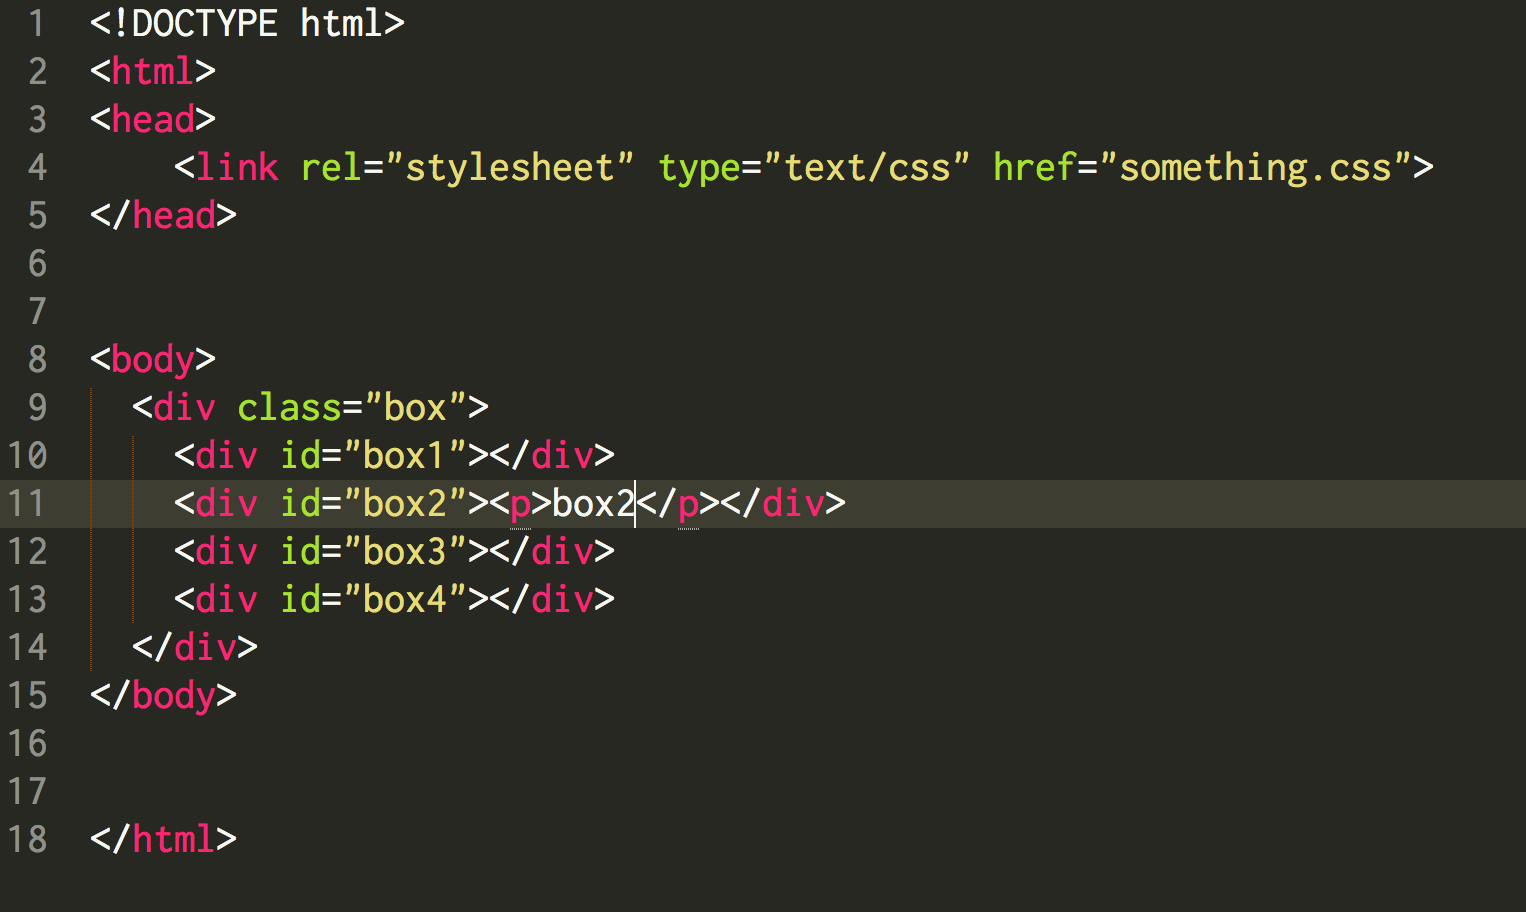 1 <!DOCTYPE html>
2 <html>
3 <head>
4     <link rel="stylesheet" type="text/css" href="something.css">
5 </head>
6
7
8 <body>
9   <div class="box">
10     <div id="box1"></div>
11     <div id="box2"><p>box2</p></div>
12     <div id="box3"></div>
13     <div id="box4"></div>
14   </div>
15 </body>
16
17
18 </html>